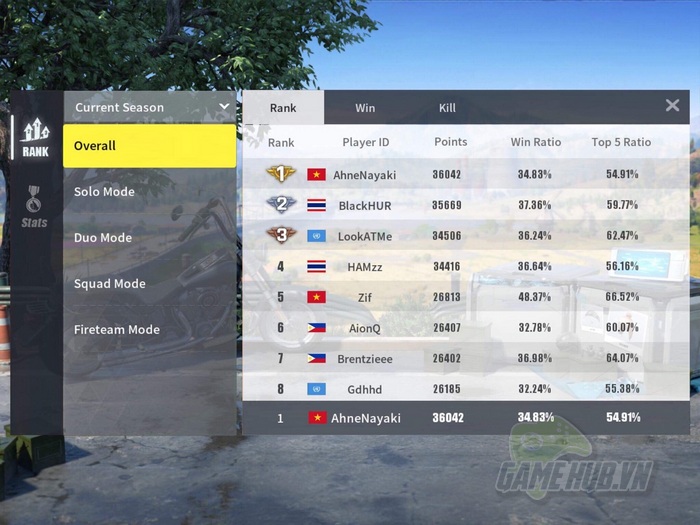 Current Season
RANK
Stats
Overall
Solo Mode
Duo Mode
Squad Mode
Fireteam Mode
Rank Win Kill
Rank Player ID Points Win Ratio Top 5 Ratio
1 AhneNayaki 36042 34.83% 54.91%
2 BlackHUR 35669 37.36% 59.77%
3 LookATMe 34506 36.24% 62.47%
4 HAMzz 34416 36.64% 56.16%
5 Zif 26813 48.37% 66.52%
6 AionQ 26407 32.78% 60.07%
7 Brentzieee 26402 36.98% 64.07%
8 Gdhhd 26185 32.24% 55.38%
1 AhneNayaki 36042 34.83% 54.91%
GAMEHUB.VN